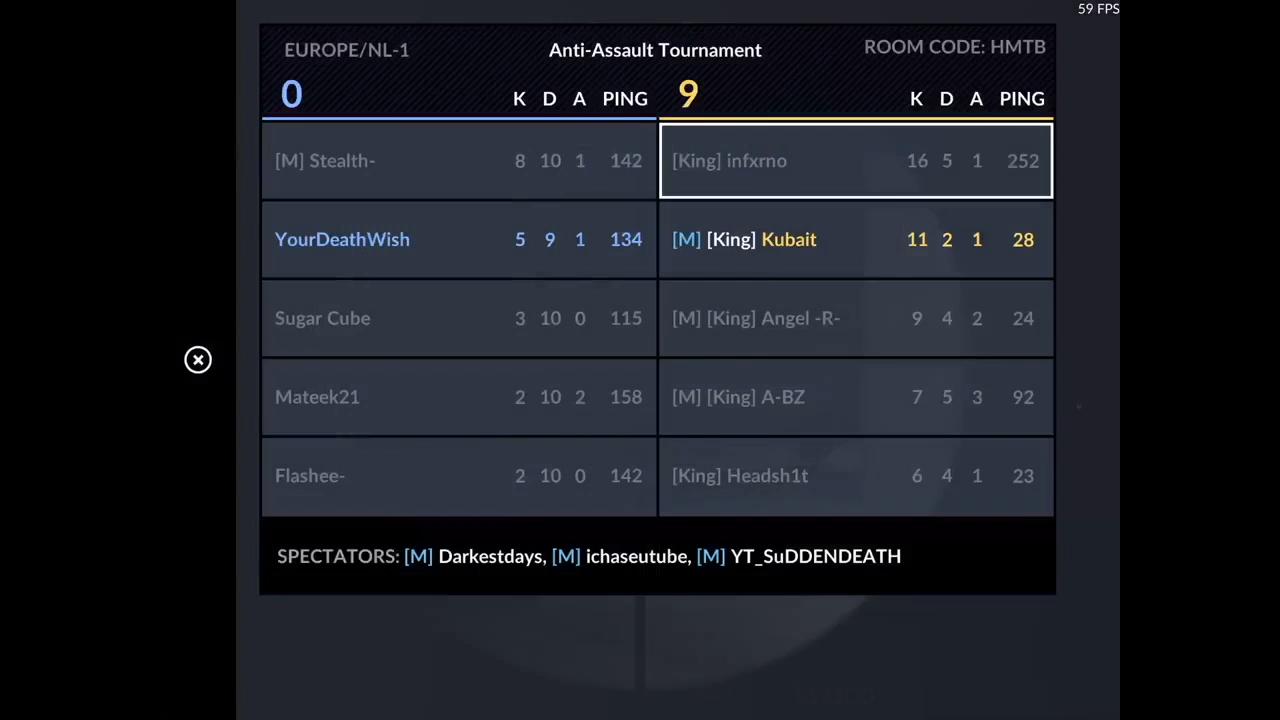 59 FPS
EUROPE/NL-1 Anti-Assault Tournament ROOM CODE: HMTB
0 K D A PING 9 K D A PING
[M] Stealth- 8 10 1 142 [King] infxrno 16 5 1 252
YourDeathWish 5 9 1 134 [M] [King] Kubait 11 2 1 28
Sugar Cube 3 10 0 115 [M] [King] Angel -R- 9 4 2 24
Mateek21 2 10 2 158 [M] [King] A-BZ 7 5 3 92
Flashee- 2 10 0 142 [King] Headsh1t 6 4 1 23
SPECTATORS: [M] Darkestdays, [M] ichaseutube, [M] YT_SuDDENDEATH